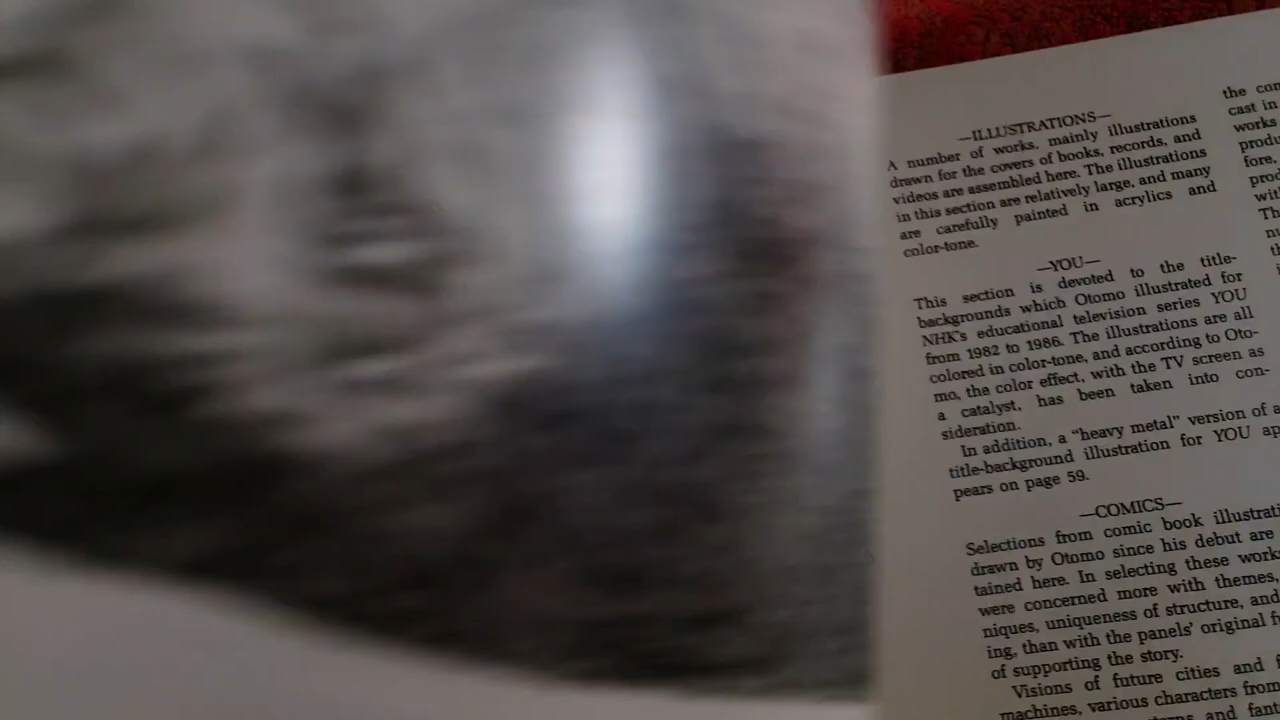 —ILLUSTRATIONS—
A number of works, mainly illustrations
drawn for the covers of books, records, and
videos are assembled here. The illustrations
in this section are relatively large, and many
are carefully painted in acrylics and
color-tone.
—YOU—
This section is devoted to the title-
backgrounds which Otomo illustrated for
NHK's educational television series YOU
from 1982 to 1986. The illustrations are all
colored in color-tone, and according to Oto-
mo, the color effect, with the TV screen as
a catalyst, has been taken into con-
sideration.
In addition, a “heavy metal” version of a
title-background illustration for YOU ap
pears on page 59.
—COMICS—
Selections from comic book illustrati
drawn by Otomo since his debut are
tained here. In selecting these work
were concerned more with themes,
niques, uniqueness of structure, and
ing, than with the panels' original f
of supporting the story.
Visions of future cities and
machines, various characters from
and fant
the con
cast in
works
produ
fore,
prod
wit
Th
nu